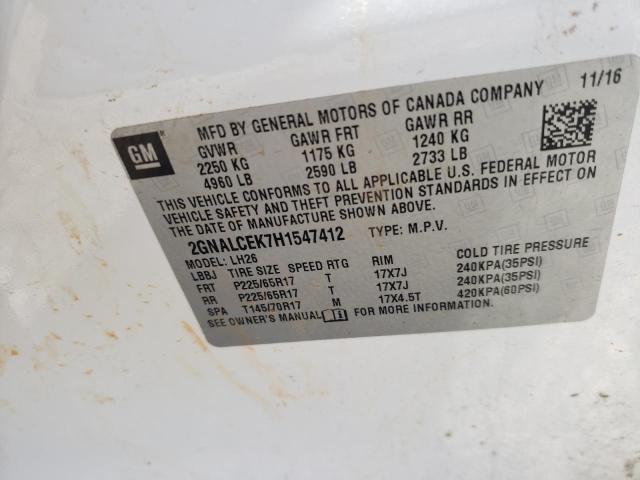 11/16
MFD BY GENERAL MOTORS OF CANADA COMPANY
GM
GVWR GAWR FRT GAWR RR
2250 KG 1175 KG 1240 KG
4960 LB 2590 LB 2733 LB
THIS VEHICLE CONFORMS TO ALL APPLICABLE U.S. FEDERAL MOTOR
VEHICLE SAFETY AND THEFT PREVENTION STANDARDS IN EFFECT ON
THE DATE OF MANUFACTURE SHOWN ABOVE.
2GNALCEK7H1547412 TYPE: M.P.V.
MODEL: LH26
LBBJ TIRE SIZE SPEED RTG RIM COLD TIRE PRESSURE
FRT P225/65R17 T 17X7J 240KPA(35PSI)
RR P225/65R17 T 17X7J 240KPA(35PSI)
SPA T145/70R17 M 17X4.5T 420KPA(60PSI)
SEE OWNER'S MANUAL